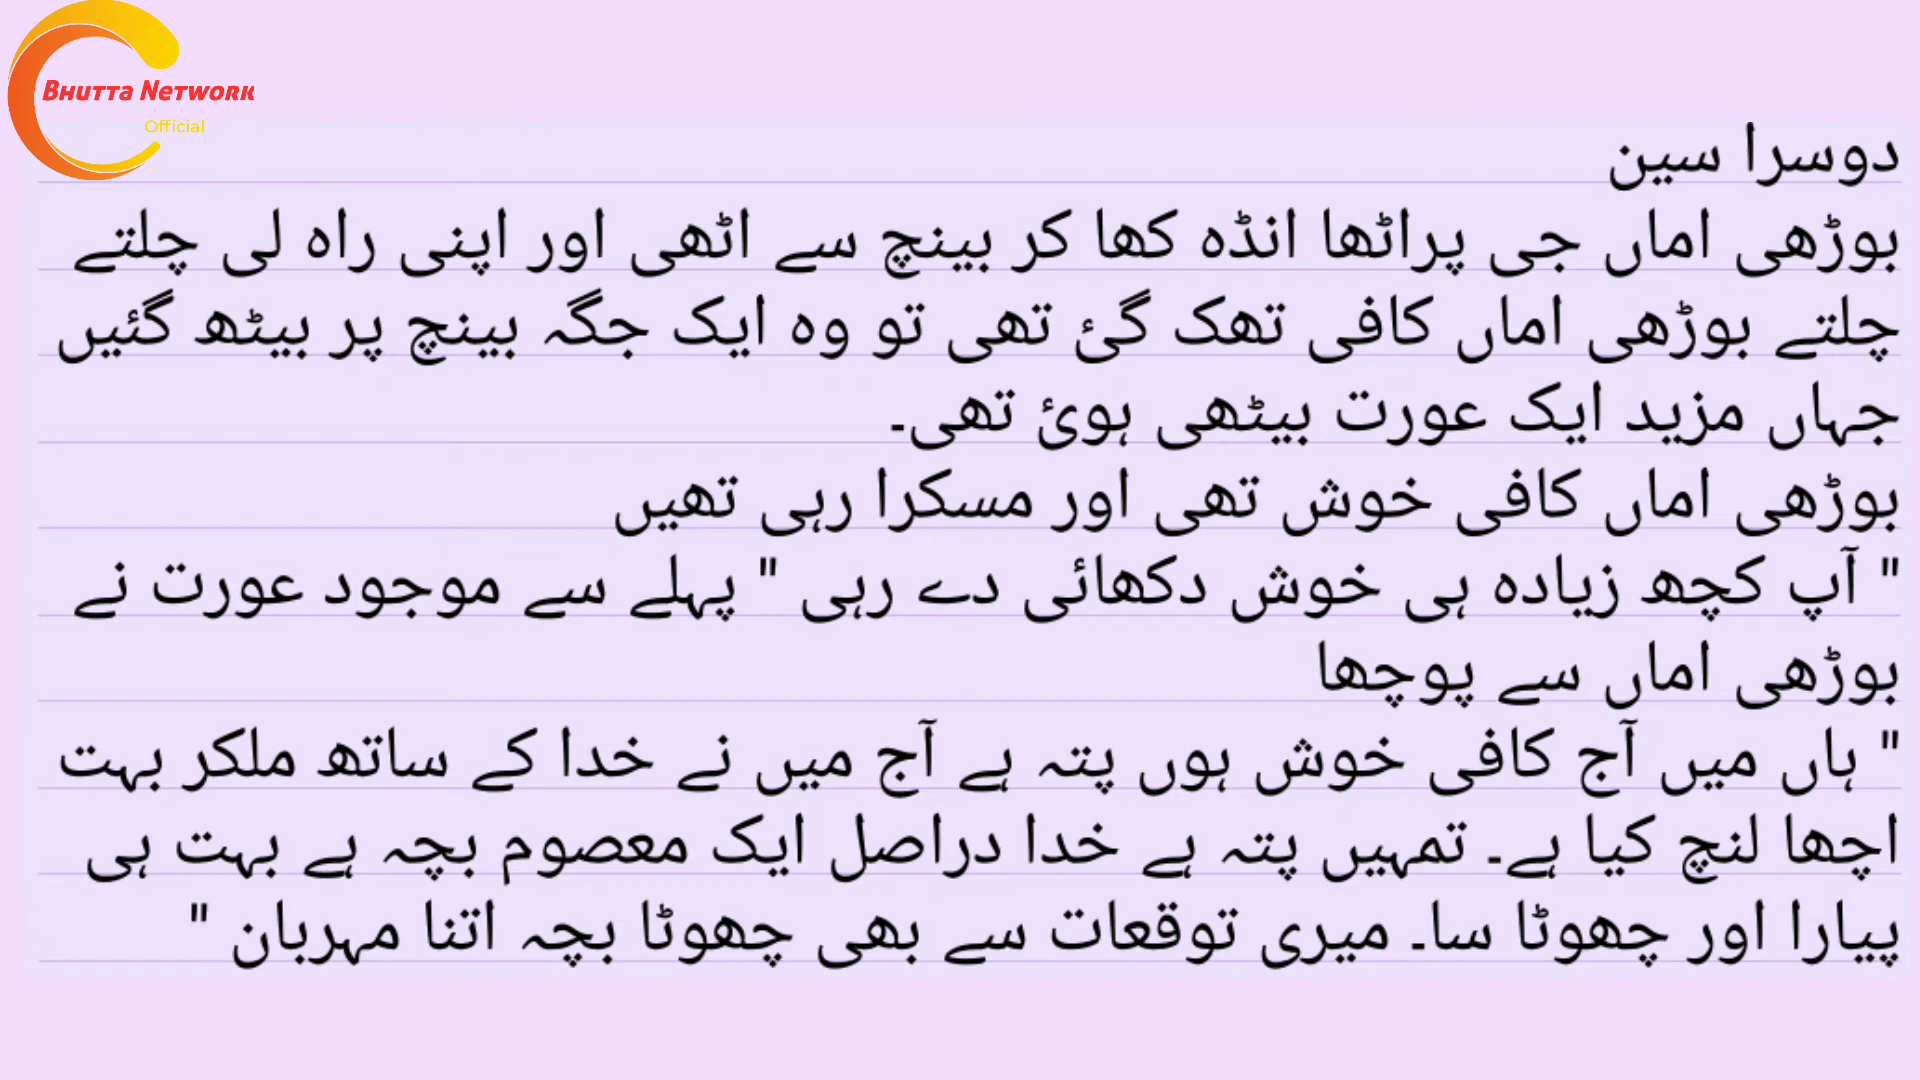 Bhutta Network
Official
دوسرا سین
بوڑھی اماں جی پراٹھا انڈہ کھا کر بینچ سے اٹھی اور اپنی راہ لی چلتے
چلتے بوڑھی اماں کافی تھک گئ تھی تو وہ ایک جگہ بینچ پر بیٹھ گئیں
جہاں مزید ایک عورت بیٹھی ہوئ تھی۔
بوڑھی اماں کافی خوش تھی اور مسکرا رہی تھیں
" آپ کچھ زیادہ ہی خوش دکھائی دے رہی " پہلے سے موجود عورت نے
بوڑھی اماں سے پوچھا
" ہاں میں آج کافی خوش ہوں پتہ ہے آج میں نے خدا کے ساتھ ملکر بہت
اچھا لنچ کیا ہے۔ تمہیں پتہ ہے خدا دراصل ایک معصوم بچہ ہے بہت ہی
پیارا اور چھوٹا سا۔ میری توقعات سے بھی چھوٹا بچہ اتنا مہربان "